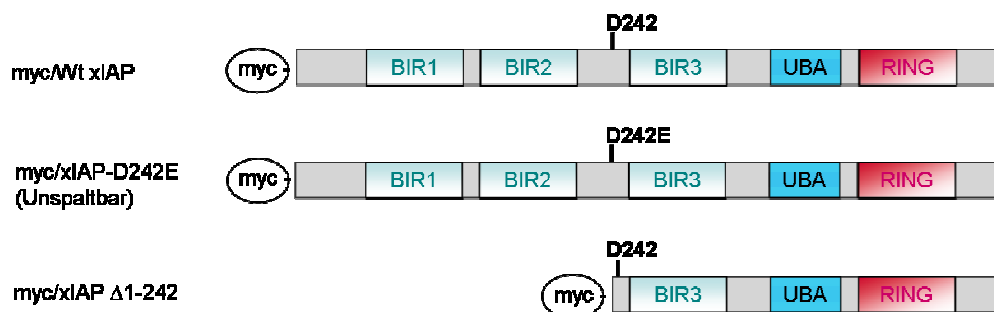 D242
myc/Wt xIAP myc BIR1 BIR2 BIR3 UBA RING
D242E
myc/xIAP-D242E
(Unspaltbar) myc BIR1 BIR2 BIR3 UBA RING
D242
myc/xIAP Δ1-242 myc BIR3 UBA RING